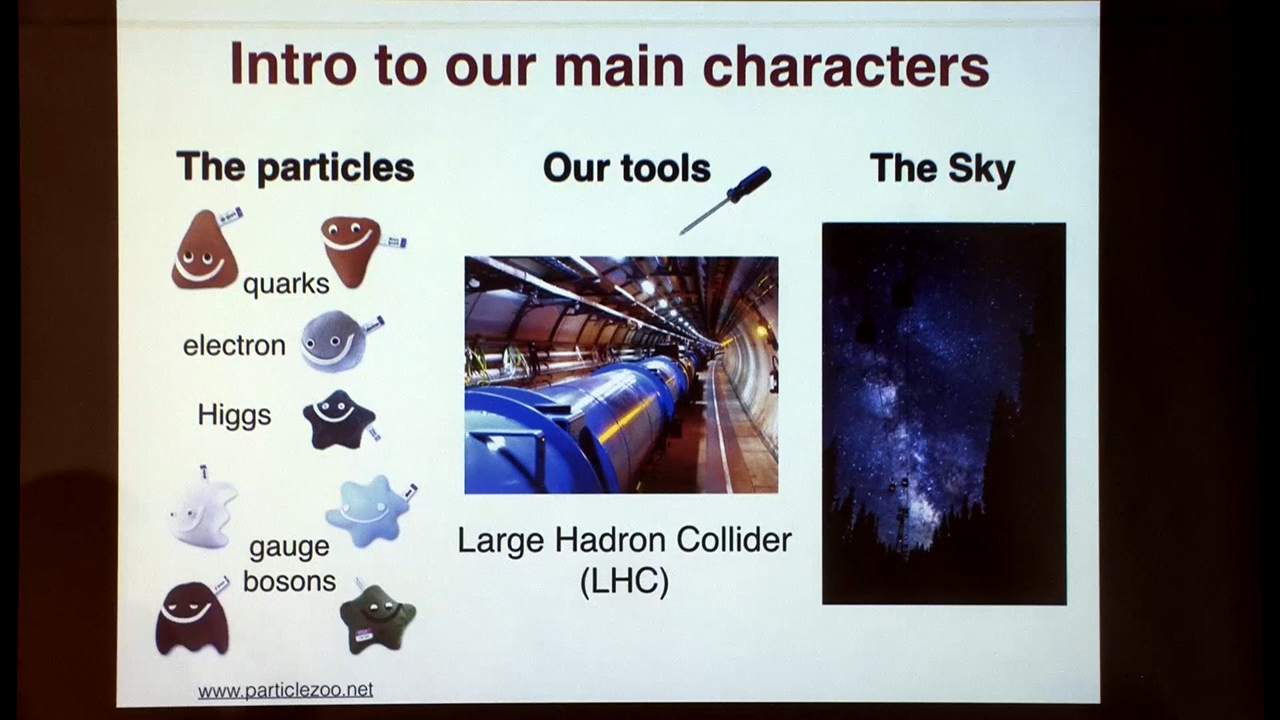 Intro to our main characters
The particles
quarks
electron
Higgs
gauge
bosons
www.particlezoo.net
Our tools
Large Hadron Collider
(LHC)
The Sky